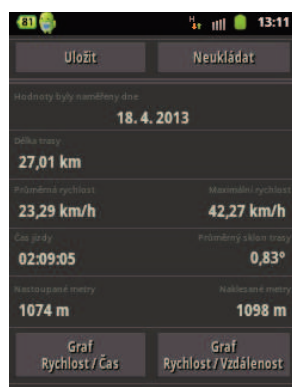 81 H 13:11
Uložit Neukládat
Hodnoty byly naměřeny dne
18. 4. 2013
Délka trasy
27,01 km
Průměrná rychlost Maximální rychlost
23,29 km/h 42,27 km/h
Čas jízdy Průměrný sklon trasy
02:09:05 0,83°
Nastoupané metry Naklesané metry
1074 m 1098 m
Graf Graf
Rychlost / Čas Rychlost / Vzdálenost